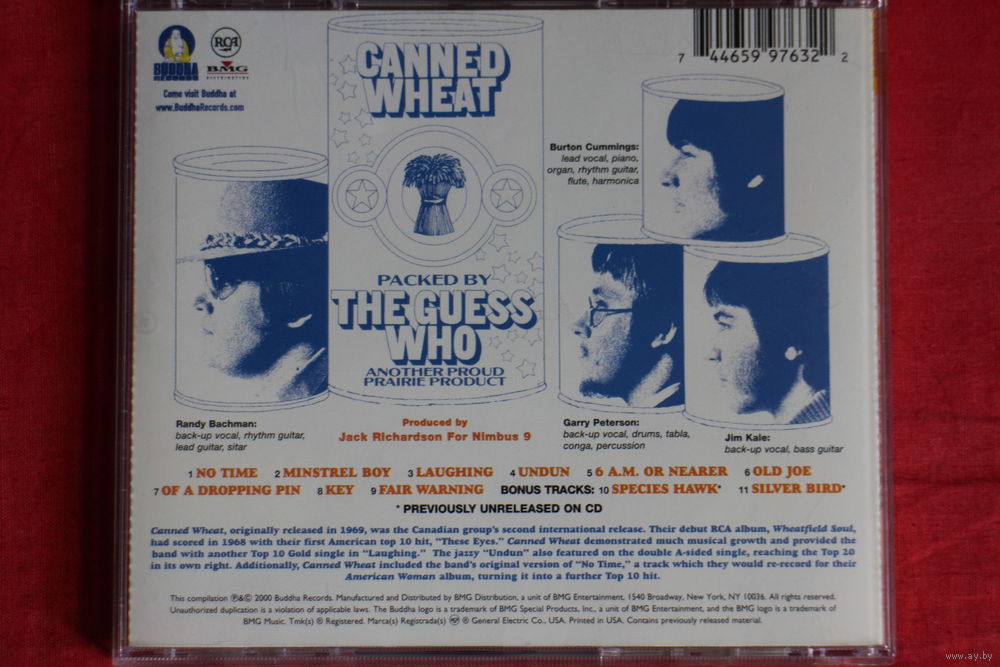 CANNED
WHEAT
BUDDHA
RECORDS
RCA
BMG
DISTRIBUTION
Come visit Buddha at
www.BuddhaRecords.com
7 44659 97632 2
Burton Cummings:
lead vocal, piano,
organ, rhythm guitar,
flute, harmonica
PACKED BY
THE GUESS
WHO
ANOTHER PROUD
PRAIRIE PRODUCT
Randy Bachman:
back-up vocal, rhythm guitar,
lead guitar, sitar
Produced by
Jack Richardson For Nimbus 9
Garry Peterson:
back-up vocal, drums, tabla,
conga, percussion
Jim Kale:
back-up vocal, bass guitar
1 NO TIME 2 MINSTREL BOY 3 LAUGHING 4 UNDUN 5 6 A.M. OR NEARER 6 OLD JOE
7 OF A DROPPING PIN 8 KEY 9 FAIR WARNING BONUS TRACKS: 10 SPECIES HAWK* 11 SILVER BIRD*
* PREVIOUSLY UNRELEASED ON CD
Canned Wheat, originally released in 1969, was the Canadian group's second international release. Their debut RCA album, Wheatfield Soul,
had scored in 1968 with their first American top 10 hit, "These Eyes." Canned Wheat demonstrated much musical growth and provided the
band with another Top 10 Gold single in "Laughing." The jazzy "Undun" also featured on the double A-sided single, reaching the Top 20
in its own right. Additionally, Canned Wheat included the band's original version of "No Time," a track which they would re-record for their
American Woman album, turning it into a further Top 10 hit.
This compilation ℗&© 2000 Buddha Records. Manufactured and Distributed by BMG Distribution, a unit of BMG Entertainment, 1540 Broadway, New York, NY 10036. All rights reserved.
Unauthorized duplication is a violation of applicable laws. The Buddha logo is a trademark of BMG Special Products, Inc., a unit of BMG Entertainment, and the BMG logo is a trademark of
BMG Music. Tmk(s) ® Registered. Marca(s) Registrada(s) RCA ® General Electric Co., USA. Printed in USA. Contains previously released material.
www.ay.by